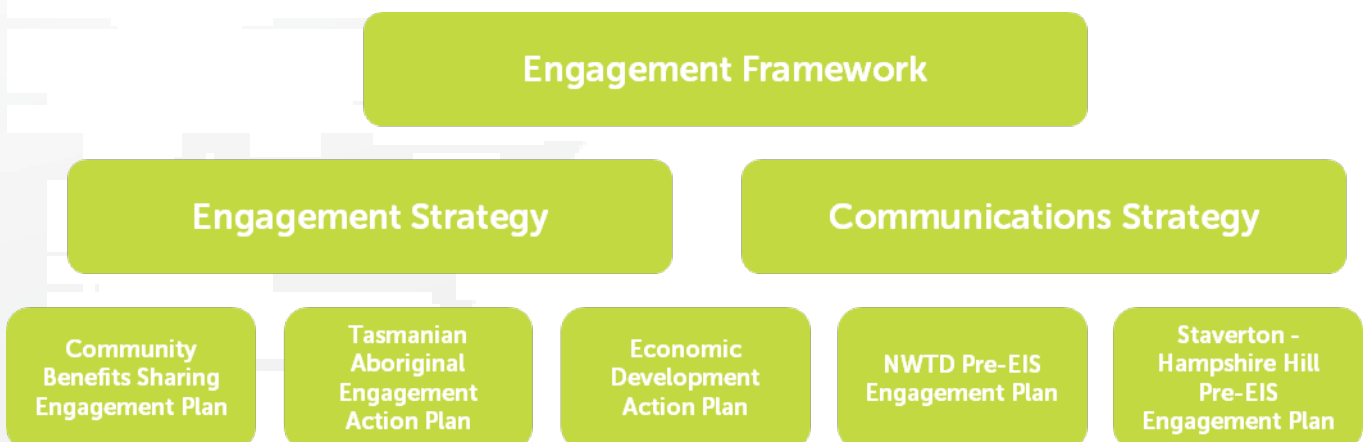 Engagement Framework
Engagement Strategy
Communications Strategy
Community
Benefits Sharing
Engagement Plan
Tasmanian
Aboriginal
Engagement
Action Plan
Economic
Development
Action Plan
NWTD Pre-EIS
Engagement Plan
Staverton -
Hampshire Hill
Pre-EIS
Engagement Plan